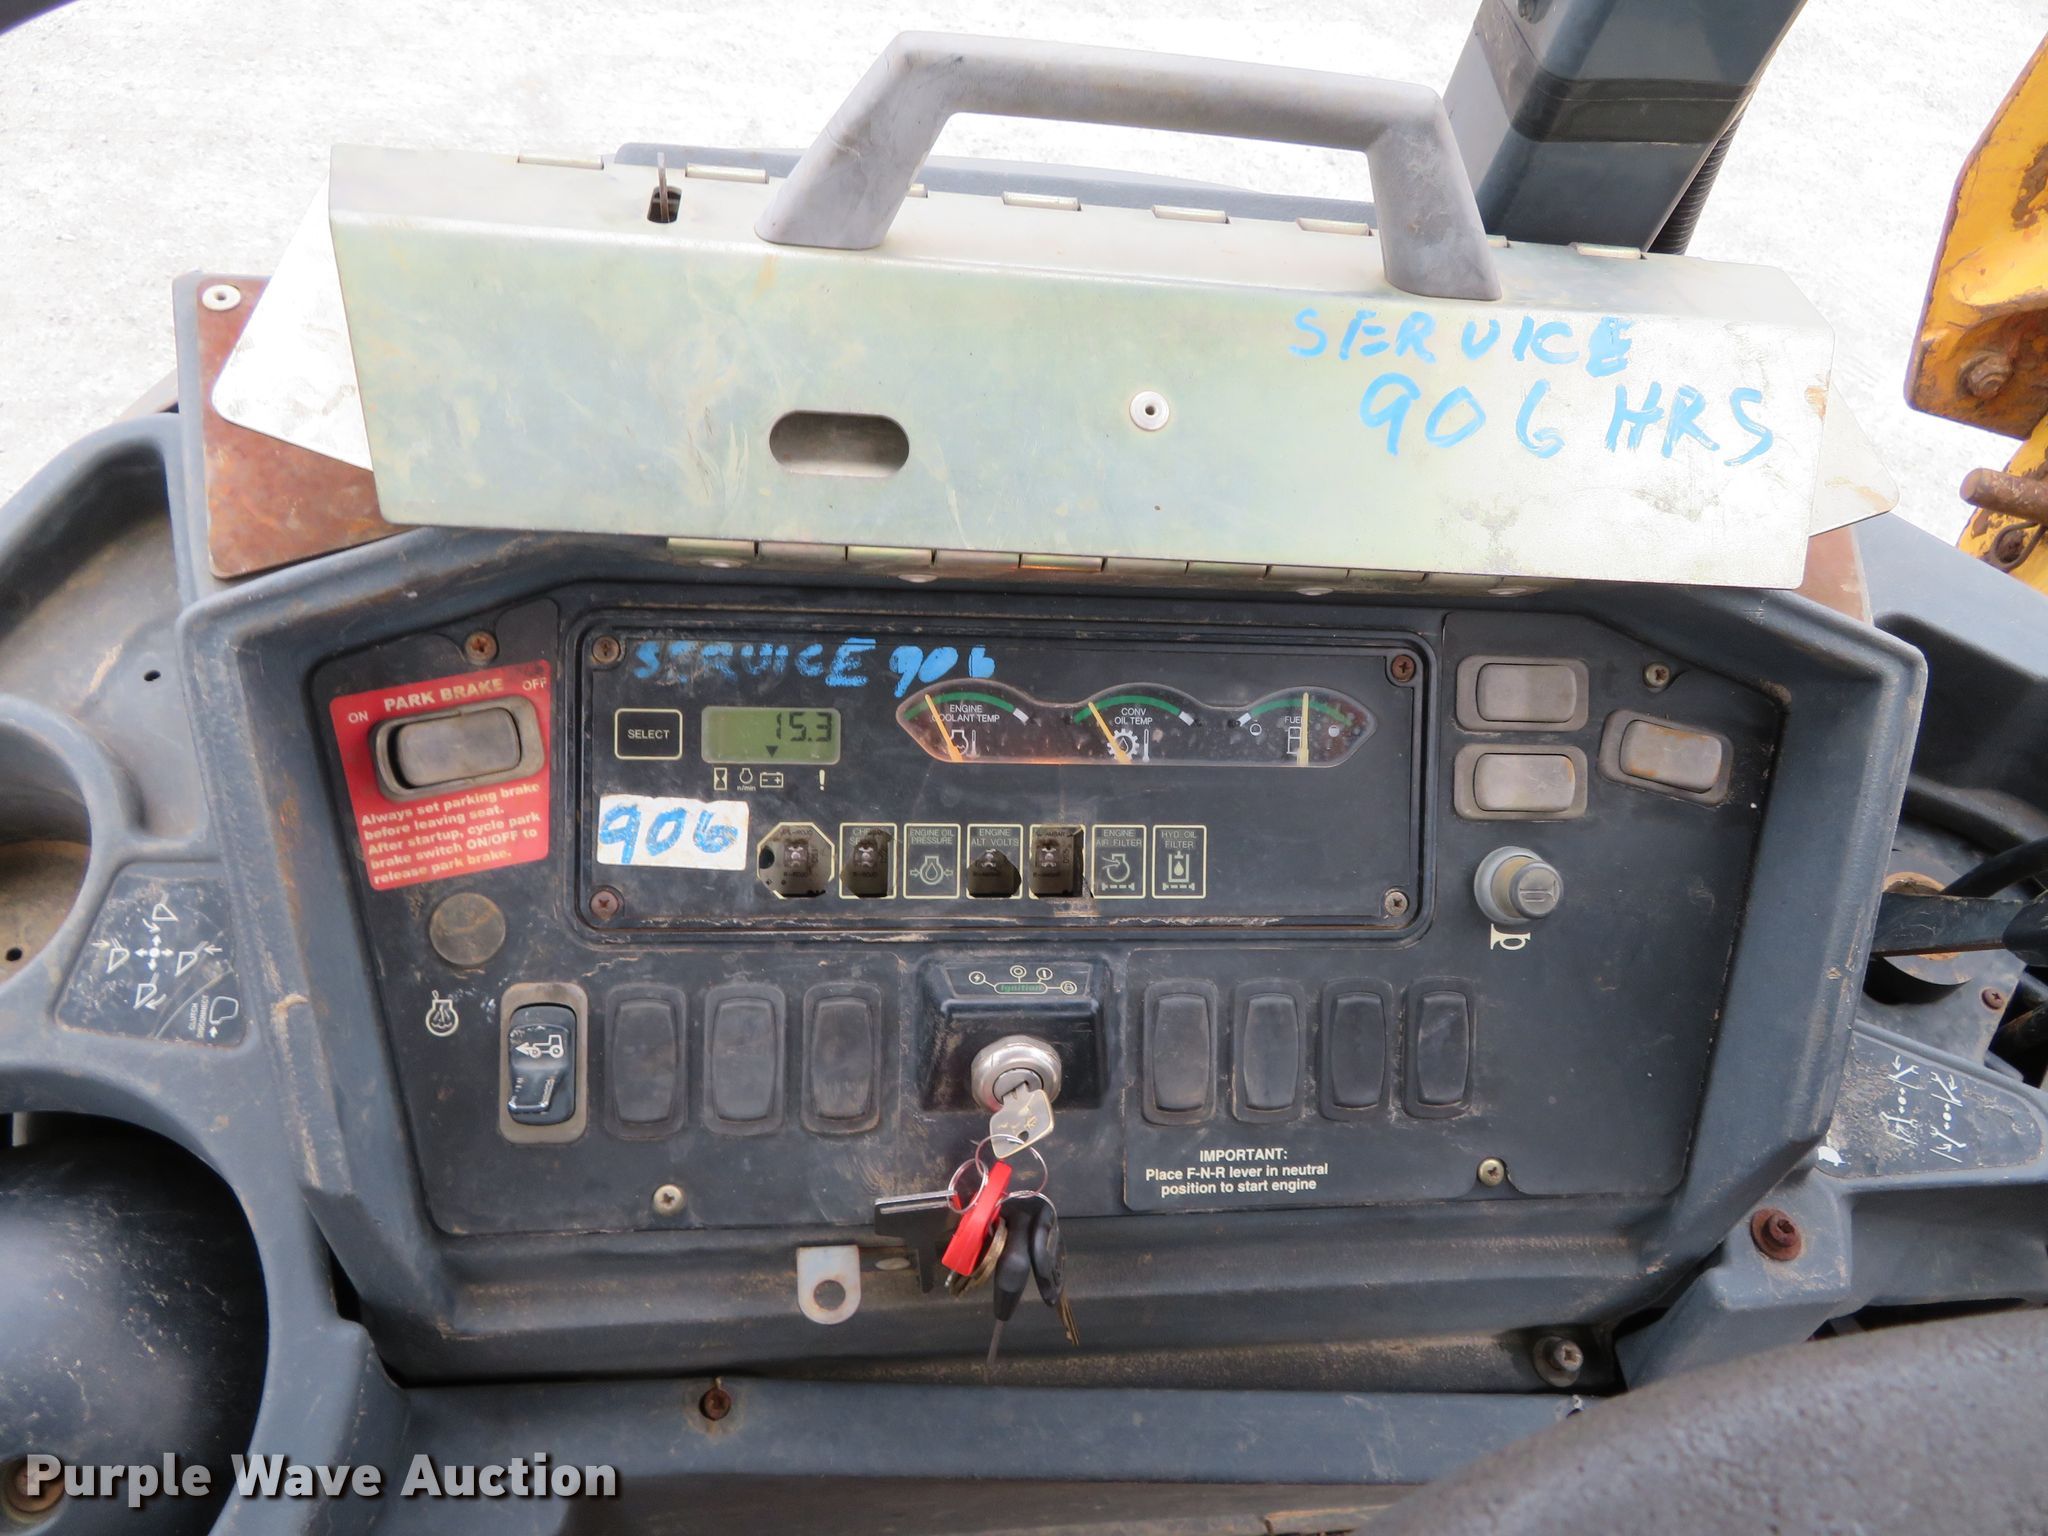 SERVICE
906 HRS
SERVICE 906
PARK BRAKE
ON
OFF
Always set parking brake
before leaving seat.
After startup, cycle park
brake switch ON/OFF to
release park brake.
SELECT
15.3
n/min
!
ENGINE
COOLANT TEMP
CONV
OIL TEMP
FUEL
906
ENGINE OIL
PRESSURE
ENGINE
ALT VOLTS
ENGINE
AIR FILTER
HYD OIL
FILTER
CLUTCH
DISCONNECT
Ignition
IMPORTANT:
Place F-N-R lever in neutral
position to start engine
Purple Wave Auction